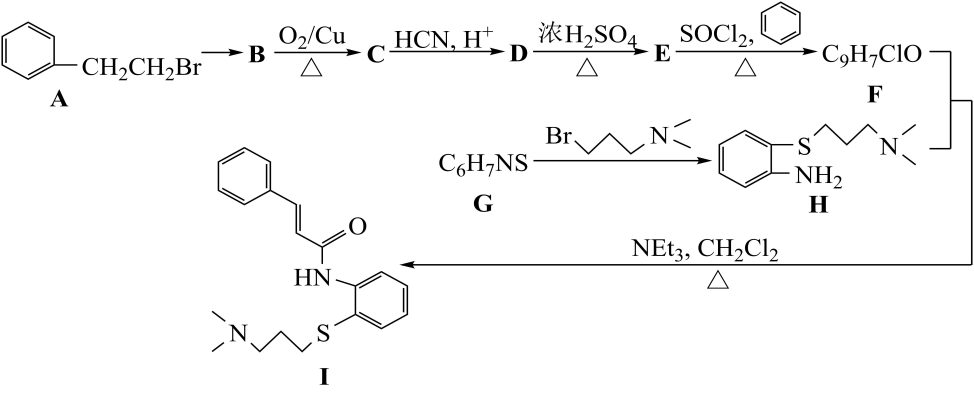 CH₂CH₂Br
A
B
O₂/Cu
△
C
HCN, H⁺
D
浓H₂SO₄
△
E
SOCl₂,
△
C₉H₇ClO
F
C₆H₇NS
G
Br
N
S
N
NH₂
H
NEt₃, CH₂Cl₂
△
O
HN
S
N
I